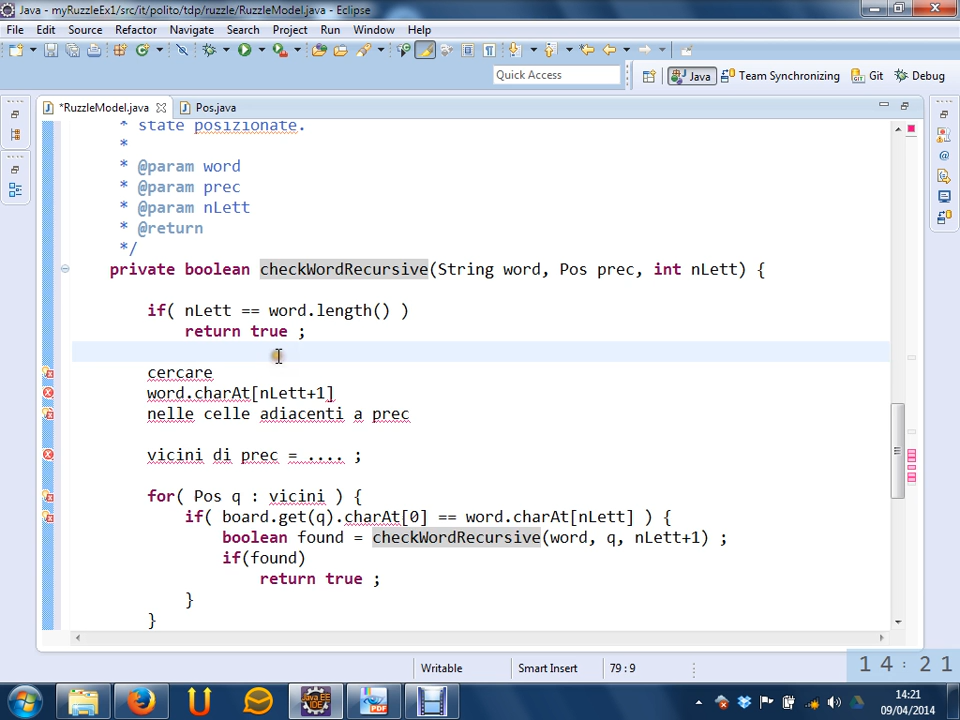 Java - myRuzzleEx1/src/it/polito/tdp/ruzzle/RuzzleModel.java - Eclipse
File Edit Source Refactor Navigate Search Project Run Window Help
Quick Access
Java Team Synchronizing Git Debug
*RuzzleModel.java Pos.java
* state posizionate.
*
* @param word
* @param prec
* @param nLett
* @return
*/
private boolean checkWordRecursive(String word, Pos prec, int nLett) {
if( nLett == word.length() )
return true ;
cercare
word.charAt[nLett+1]
nelle celle adiacenti a prec
vicini di prec = .... ;
for( Pos q : vicini ) {
if( board.get(q).charAt[0] == word.charAt[nLett] ) {
boolean found = checkWordRecursive(word, q, nLett+1) ;
if(found)
return true ;
}
}
Writable Smart Insert 79 : 9
14:21
14:21
09/04/2014